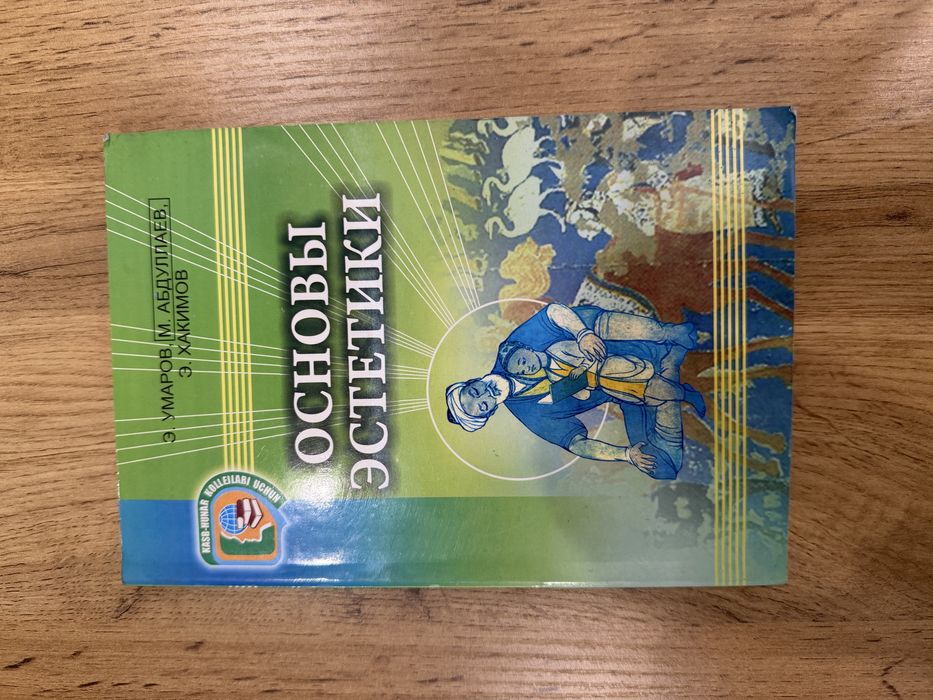 Э. УМАРОВ, М. АБДУЛЛАЕВ,
Э. ХАКИМОВ
ОСНОВЫ
ЭСТЕТИКИ
KASB-HUNAR KOLLEJLARI UCHUN